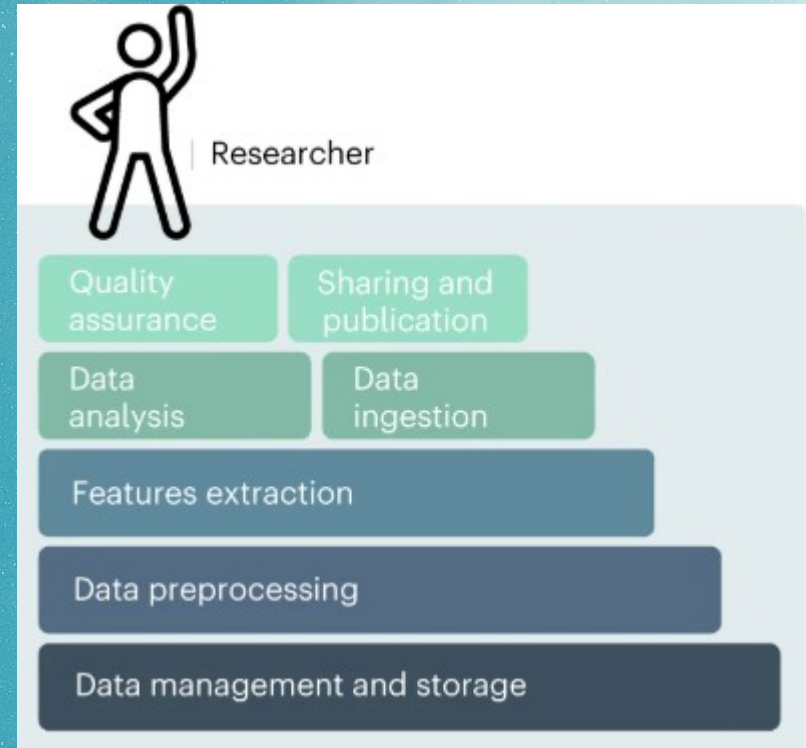 Researcher
Quality
assurance
Sharing and
publication
Data
analysis
Data
ingestion
Features extraction
Data preprocessing
Data management and storage